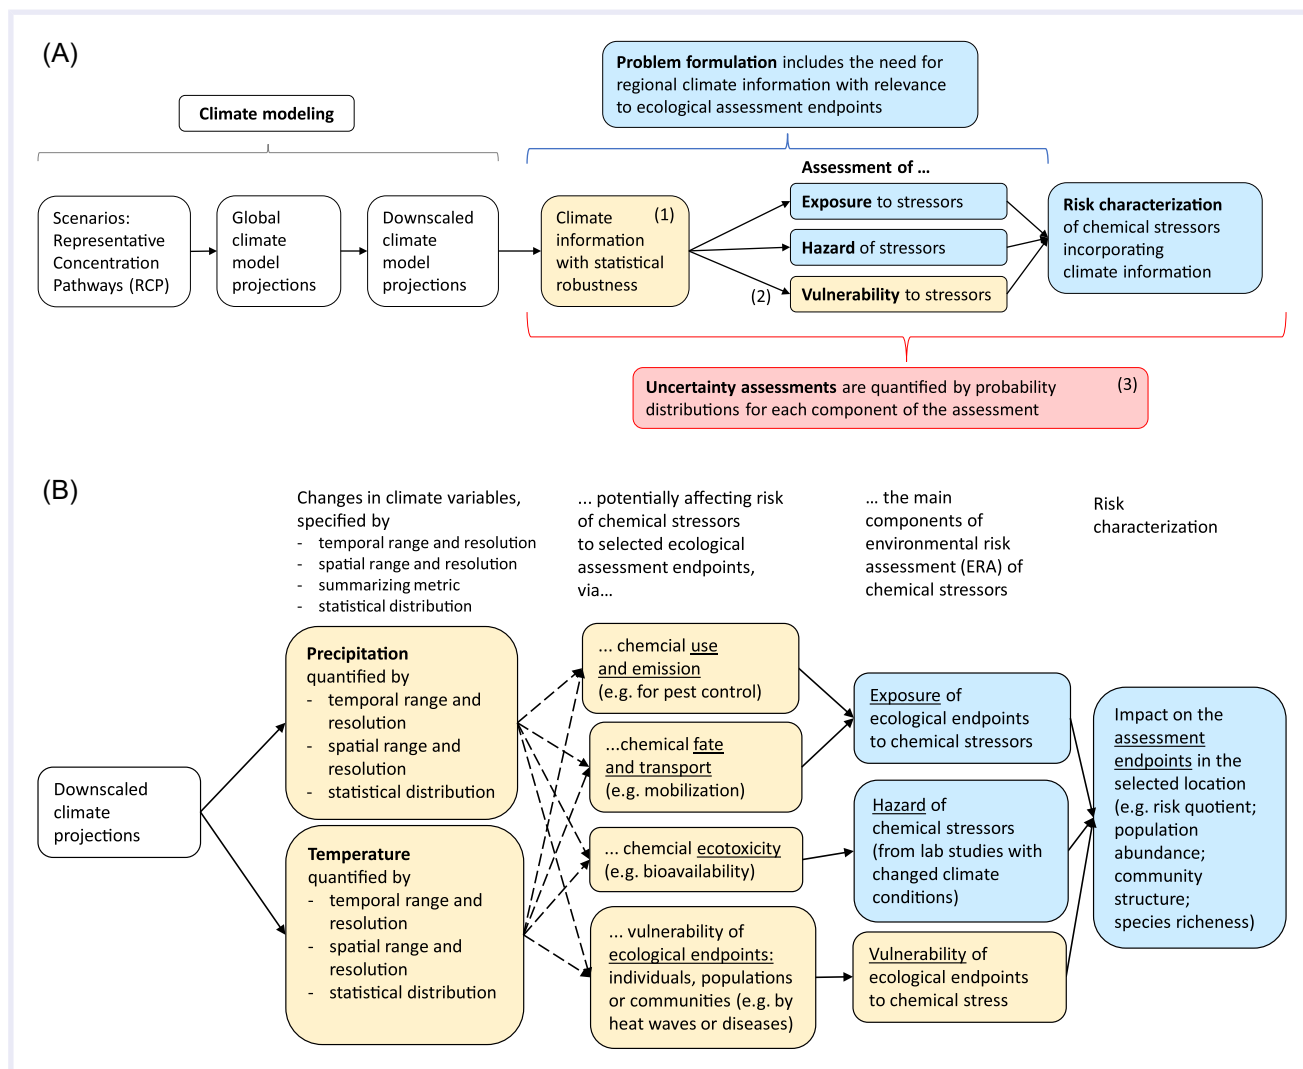 (A)
Problem formulation includes the need for
regional climate information with relevance
to ecological assessment endpoints
Climate modeling
Assessment of ...
Scenarios:
Representative
Concentration
Pathways (RCP)
Global
climate
model
projections
Downscaled
climate
model
projections
Climate (1)
information
with statistical
robustness
Exposure to stressors
Hazard of stressors
(2)
Vulnerability to stressors
Risk characterization
of chemical stressors
incorporating
climate information
Uncertainty assessments are quantified by probability (3)
distributions for each component of the assessment
(B)
Changes in climate variables,
specified by
- temporal range and resolution
- spatial range and resolution
- summarizing metric
- statistical distribution
... potentially affecting risk
of chemical stressors
to selected ecological
assessment endpoints,
via...
... the main
components of
environmental risk
assessment (ERA) of
chemical stressors
Risk
characterization
Downscaled
climate
projections
Precipitation
quantified by
- temporal range and
resolution
- spatial range and
resolution
- statistical distribution
Temperature
quantified by
- temporal range and
resolution
- spatial range and
resolution
- statistical distribution
... chemcial use
and emission
(e.g. for pest control)
...chemical fate
and transport
(e.g. mobilization)
... chemcial ecotoxicity
(e.g. bioavailability)
... vulnerability of
ecological endpoints:
individuals, populations
or communities (e.g. by
heat waves or diseases)
Exposure of
ecological endpoints
to chemical stressors
Hazard of
chemical stressors
(from lab studies with
changed climate
conditions)
Vulnerability of
ecological endpoints
to chemical stress
Impact on the
assessment
endpoints in the
selected location
(e.g. risk quotient;
population
abundance;
community
structure;
species richeness)